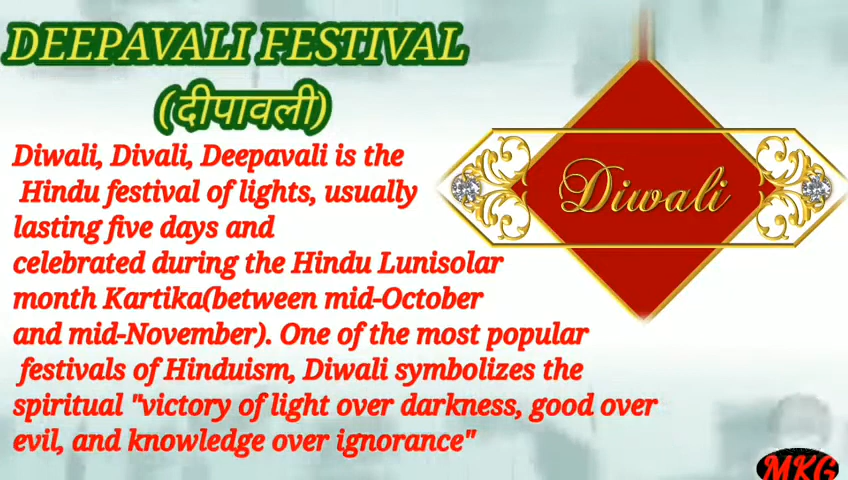 DEEPAVALI FESTIVAL
(दीपावली)
Diwali, Divali, Deepavali is the
Hindu festival of lights, usually
lasting five days and
celebrated during the Hindu Lunisolar
month Kartika(between mid-October
and mid-November). One of the most popular
festivals of Hinduism, Diwali symbolizes the
spiritual "victory of light over darkness, good over
evil, and knowledge over ignorance"
Diwali
MKG